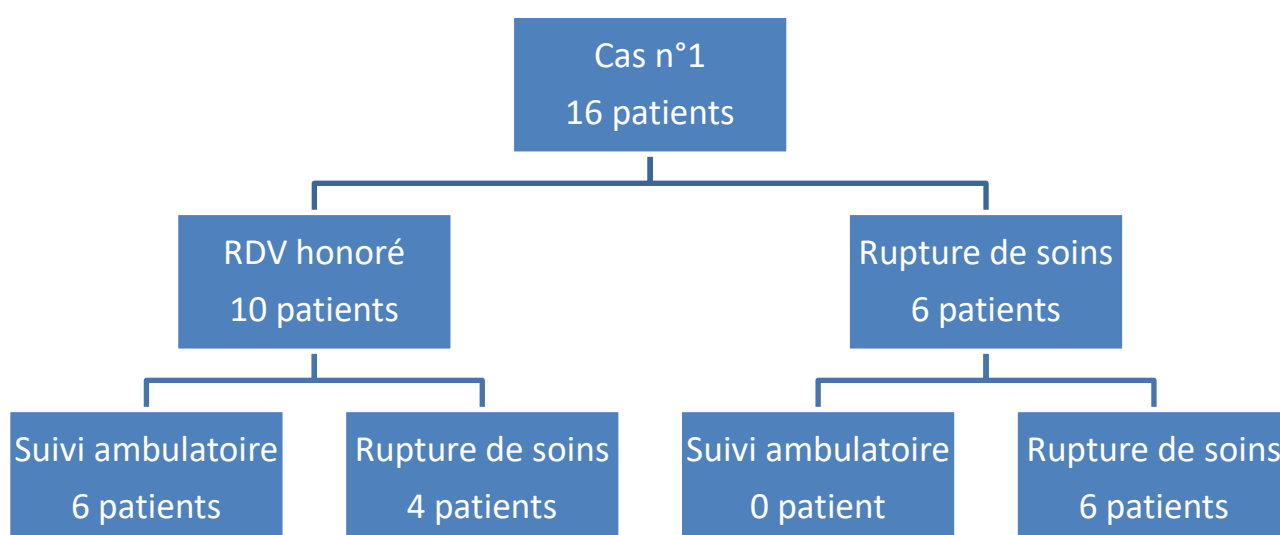 Cas n°1
16 patients
RDV honoré
10 patients
Rupture de soins
6 patients
Suivi ambulatoire
6 patients
Rupture de soins
4 patients
Suivi ambulatoire
0 patient
Rupture de soins
6 patients